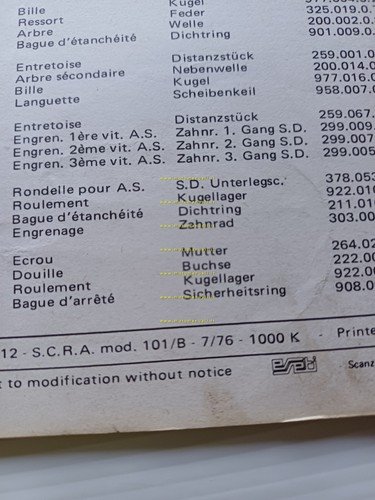 Bille Kugel
Ressort Feder 325.019.0
Arbre Welle 200.002.0
Bague d'étanchéité Dichtring 901.009.0
Entretoise Distanzstück 259.001.0
Arbre sécondaire Nebenwelle 200.014.0
Bille Kugel 977.016.0
Languette Scheibenkeil 958.007.0
Entretoise Distanzstück 259.067.
Engren. 1ère vit. A.S. Zahnr. 1. Gang S.D. 299.009.
Engren. 2ème vit. A.S. Zahnr. 2. Gang S.D. 299.007.
Engren. 3ème vit. A.S. Zahnr. 3. Gang S.D. 299.005
Rondelle pour A.S. S.D. Unterlegsc. 378.053
Roulement Kugellager 922.010
Bague d'étanchéité Dichtring 211.010
Engrenage Zahnrad 303.00
Ecrou Mutter 264.02
Douille Buchse 222.00
Roulement Kugellager 922.00
Bague d'arrêté Sicherheitsring 908.0
12 - S.C.R.A. mod. 101/B - 7/76 - 1000 K - Printe
to modification without notice - Scanz